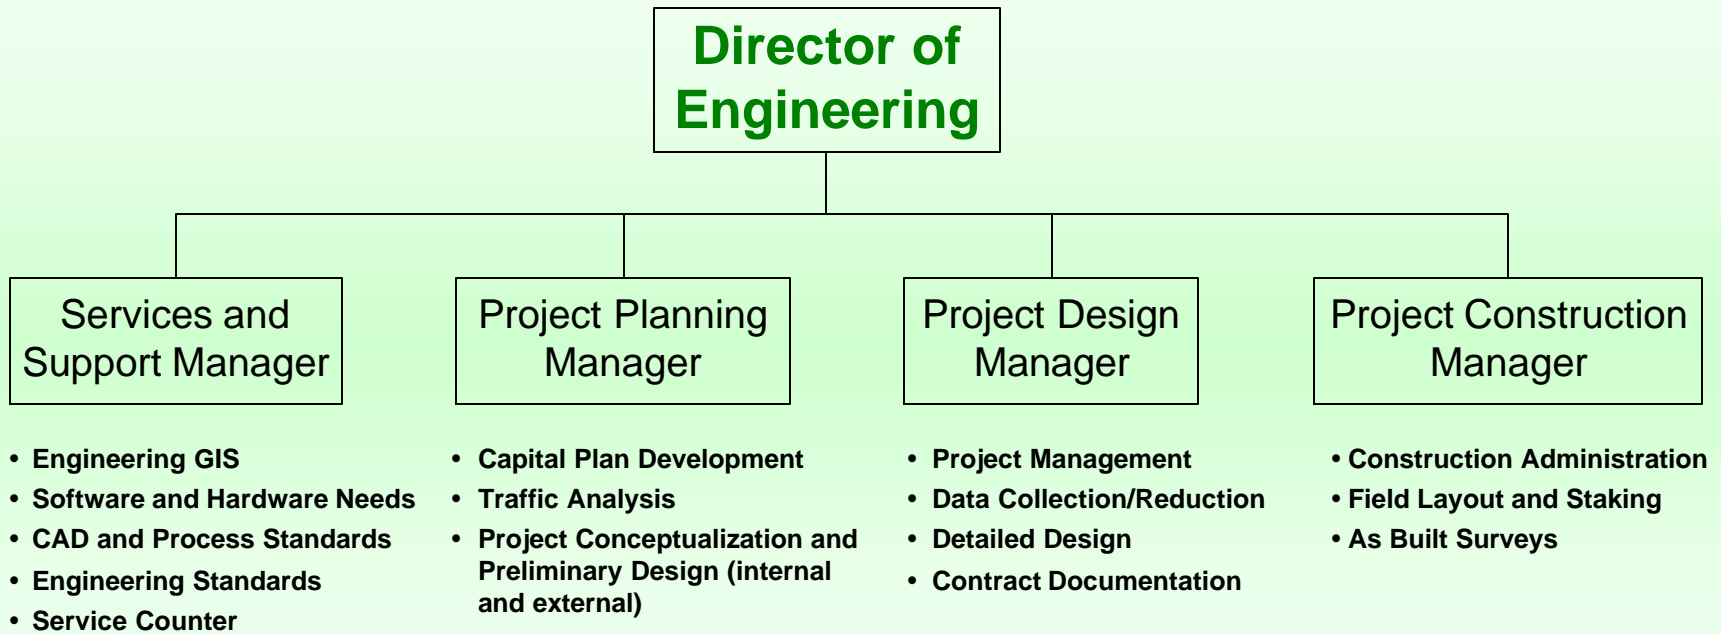 Director of
Engineering
Services and
Support Manager
• Engineering GIS
• Software and Hardware Needs
• CAD and Process Standards
• Engineering Standards
• Service Counter
Project Planning
Manager
• Capital Plan Development
• Traffic Analysis
• Project Conceptualization and
Preliminary Design (internal
and external)
Project Design
Manager
• Project Management
• Data Collection/Reduction
• Detailed Design
• Contract Documentation
Project Construction
Manager
• Construction Administration
• Field Layout and Staking
• As Built Surveys